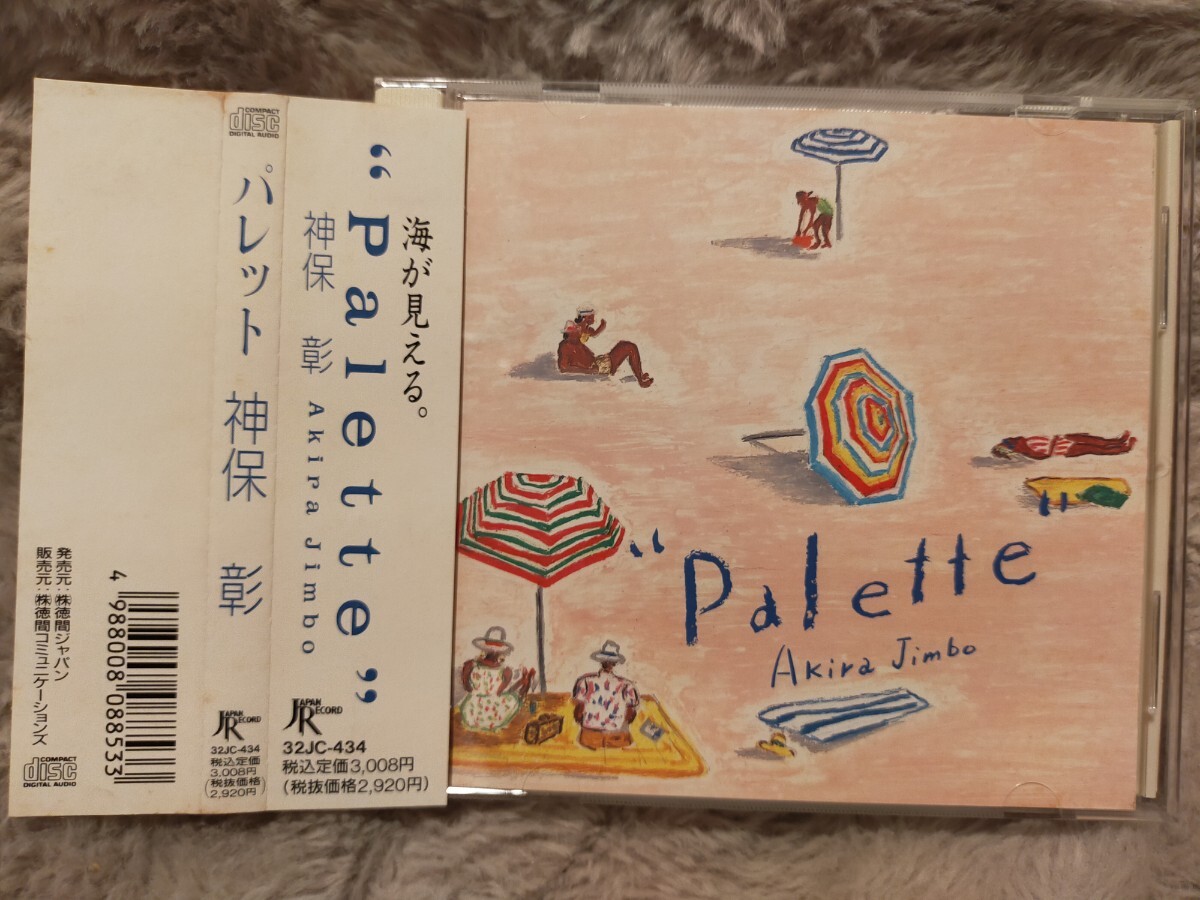 COMPACT
disc
DIGITAL AUDIO
パレット 神保 彰
JAPAN
RECORD
JR
32JC-434
税込定価
3,008円
(税抜価格)
2,920円
海が見える。
“Palette”
神保 彰 Akira Jimbo
JAPAN
RECORD
JR
32JC-434
税込定価3,008円
(税抜価格2,920円)
発売元:㈱徳間ジャパン
販売元:㈱徳間コミュニケーションズ
4 988008 088533
COMPACT
disc
DIGITAL AUDIO
“Palette”
Akira Jimbo